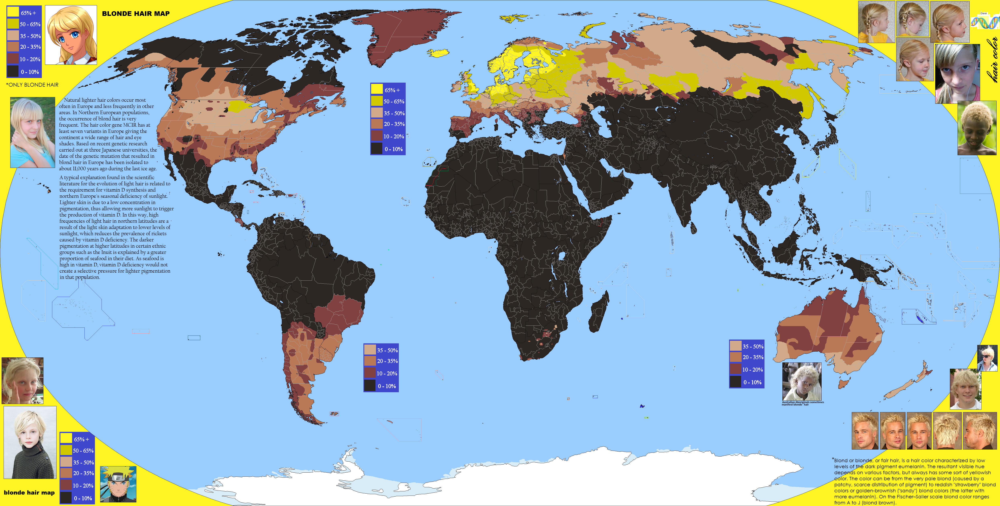 BLONDE HAIR MAP
65% +
50 - 65%
35 - 50%
20 - 35%
10 - 20%
0 - 10%
*ONLY BLONDE HAIR
Gene
hair color
Natural lighter hair colors occur most
often in Europe and less frequently in other
areas. In Northern European populations,
the occurrence of blond hair is very
frequent. The hair color gene MC1R has at
least seven variants in Europe giving the
continent a wide range of hair and eye
shades. Based on recent genetic research
carried out at three Japanese universities, the
date of the genetic mutation that resulted in
blond hair in Europe has been isolated to
about 11,000 years ago during the last ice age.
A typical explanation found in the scientific
literature for the evolution of light hair is related to
the requirement for vitamin D synthesis and
northern Europe's seasonal deficiency of sunlight.
Lighter skin is due to a low concentration in
pigmentation, thus allowing more sunlight to trigger
the production of vitamin D. In this way, high
frequencies of light hair in northern latitudes are a
result of the light skin adaptation to lower levels of
sunlight, which reduces the prevalence of rickets
caused by vitamin D deficiency. The darker
pigmentation at higher latitudes in certain ethnic
groups such as the Inuit is explained by a greater
proportion of seafood in their diet. As seafood is
high in vitamin D, vitamin D deficiency would not
create a selective pressure for lighter pigmentation
in that population.
65% +
50 - 65%
35 - 50%
20 - 35%
10 - 20%
0 - 10%
35 - 50%
20 - 35%
10 - 20%
0 - 10%
35 - 50%
20 - 35%
10 - 20%
0 - 10%
Australian Aboriginals sometimes
manifest blonde hair
65% +
50 - 65%
35 - 50%
20 - 35%
10 - 20%
0 - 10%
blonde hair map
*Blond or blonde, or fair hair, is a hair color characterized by low
levels of the dark pigment eumelanin. The resultant visible hue
depends on various factors, but always has some sort of yellowish
color. The color can be from the very pale blond (caused by a
patchy, scarce distribution of pigment) to reddish "strawberry" blond
colors or golden-brownish ("sandy") blond colors (the latter with
more eumelanin). On the Fischer–Saller scale blond color ranges
from A to J (blond brown).